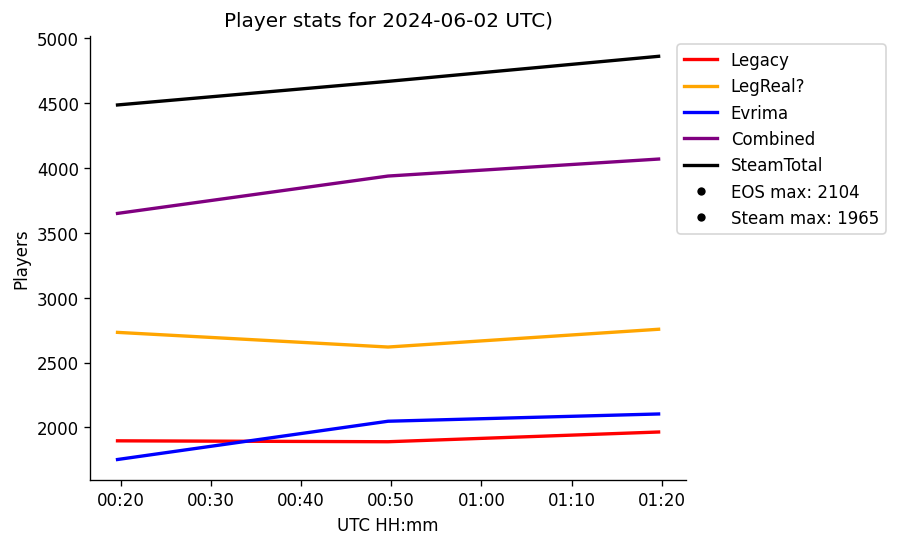 Player stats for 2024-06-02 UTC)
5000
4500
4000
3500
3000
2500
2000
Players
00:20 00:30 00:40 00:50 01:00 01:10 01:20
UTC HH:mm
Legacy
LegReal?
Evrima
Combined
SteamTotal
EOS max: 2104
Steam max: 1965